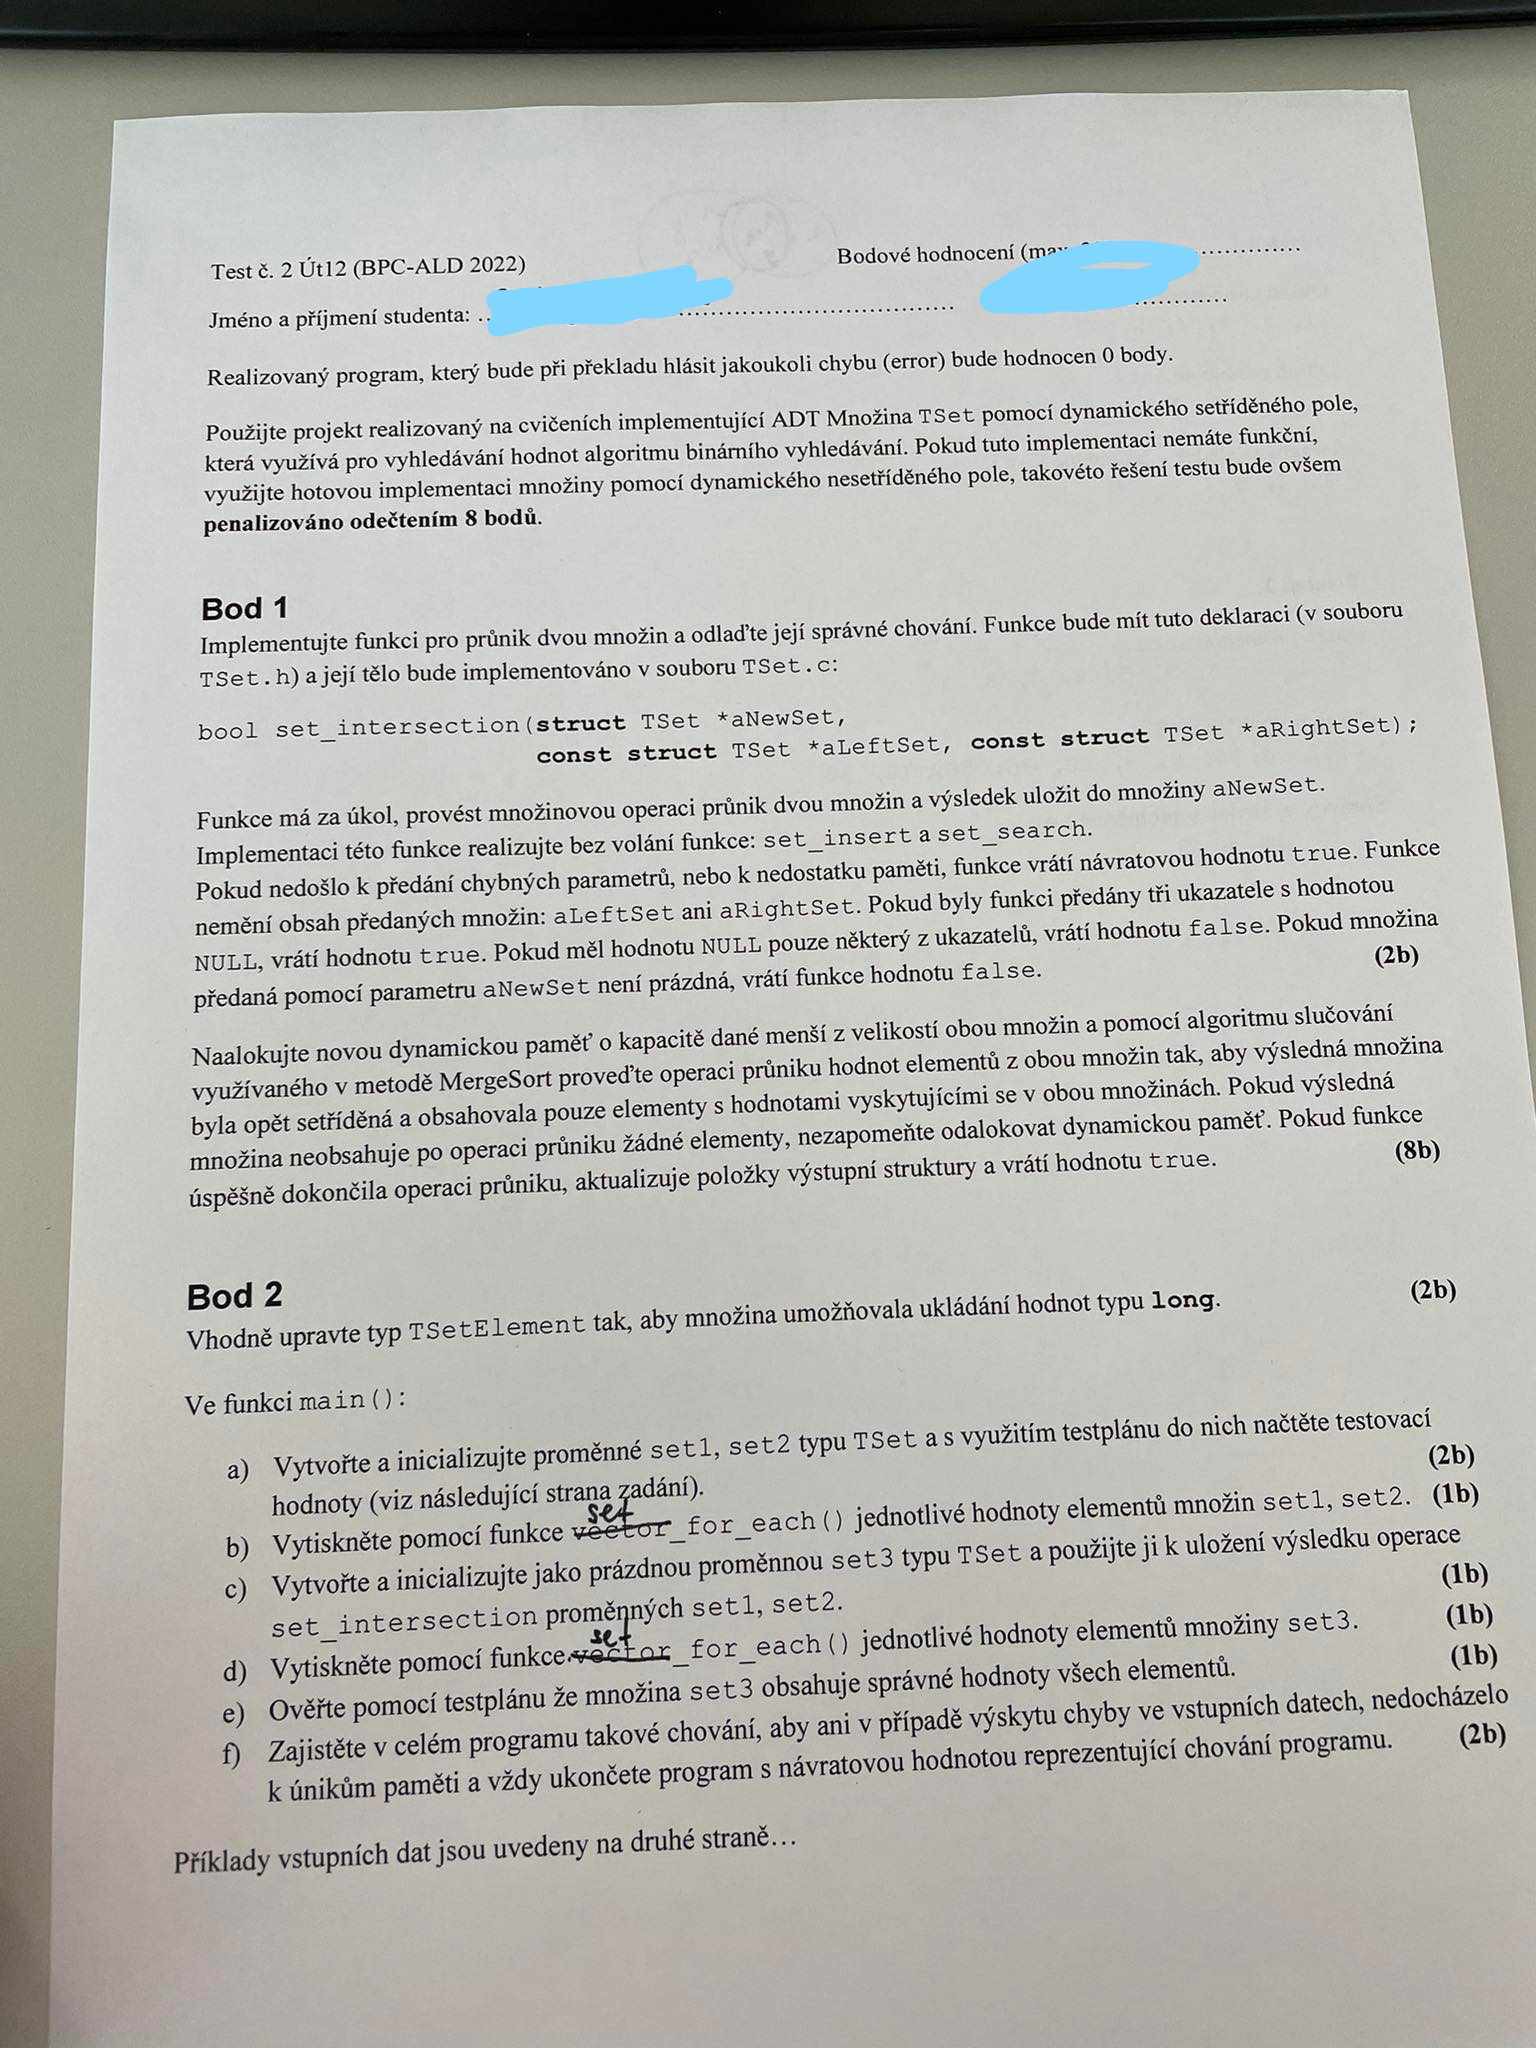 Test č. 2 Út12 (BPC-ALD 2022)
Bodové hodnocení (max
Jméno a příjmení studenta:
Realizovaný program, který bude při překladu hlásit jakoukoli chybu (error) bude hodnocen 0 body.
Použijte projekt realizovaný na cvičeních implementující ADT Množina TSet pomocí dynamického setříděného pole,
která využívá pro vyhledávání hodnot algoritmu binárního vyhledávání. Pokud tuto implementaci nemáte funkční,
využijte hotovou implementaci množiny pomocí dynamického nesetříděného pole, takovéto řešení testu bude ovšem
penalizováno odečtením 8 bodů.
Bod 1
Implementujte funkci pro průnik dvou množin a odlaďte její správné chování. Funkce bude mít tuto deklaraci (v souboru
TSet.h) a její tělo bude implementováno v souboru TSet.c:
bool set_intersection(struct TSet *aNewSet,
const struct TSet *aLeftSet, const struct TSet *aRightSet);
Funkce má za úkol, provést množinovou operaci průnik dvou množin a výsledek uložit do množiny aNewSet.
Implementaci této funkce realizujte bez volání funkce: set_insert a set_search.
Pokud nedošlo k předání chybných parametrů, nebo k nedostatku paměti, funkce vrátí návratovou hodnotu true. Funkce
nemění obsah předaných množin: aLeftSet ani aRightSet. Pokud byly funkci předány tři ukazatele s hodnotou
NULL, vrátí hodnotu true. Pokud měl hodnotu NULL pouze některý z ukazatelů, vrátí hodnotu false. Pokud množina
předaná pomocí parametru aNewSet není prázdná, vrátí funkce hodnotu false. (2b)
Naalokujte novou dynamickou paměť o kapacitě dané menší z velikostí obou množin a pomocí algoritmu slučování
využívaného v metodě MergeSort proveďte operaci průniku hodnot elementů z obou množin tak, aby výsledná množina
byla opět setříděná a obsahovala pouze elementy s hodnotami vyskytujícími se v obou množinách. Pokud výsledná
množina neobsahuje po operaci průniku žádné elementy, nezapomeňte odalokovat dynamickou paměť. Pokud funkce
úspěšně dokončila operaci průniku, aktualizuje položky výstupní struktury a vrátí hodnotu true. (8b)
Bod 2
Vhodně upravte typ TSetElement tak, aby množina umožňovala ukládání hodnot typu long. (2b)
Ve funkci main():
a) Vytvořte a inicializujte proměnné set1, set2 typu TSet a s využitím testplánu do nich načtěte testovací
hodnoty (viz následující strana zadání). (2b)
set
b) Vytiskněte pomocí funkce vector_for_each() jednotlivé hodnoty elementů množin set1, set2. (1b)
c) Vytvořte a inicializujte jako prázdnou proměnnou set3 typu TSet a použijte ji k uložení výsledku operace
set_intersection proměnných set1, set2. (1b)
set
d) Vytiskněte pomocí funkce vector_for_each() jednotlivé hodnoty elementů množiny set3. (1b)
e) Ověřte pomocí testplánu že množina set3 obsahuje správné hodnoty všech elementů. (1b)
f) Zajistěte v celém programu takové chování, aby ani v případě výskytu chyby ve vstupních datech, nedocházelo
k únikům paměti a vždy ukončete program s návratovou hodnotou reprezentující chování programu. (2b)
Příklady vstupních dat jsou uvedeny na druhé straně…